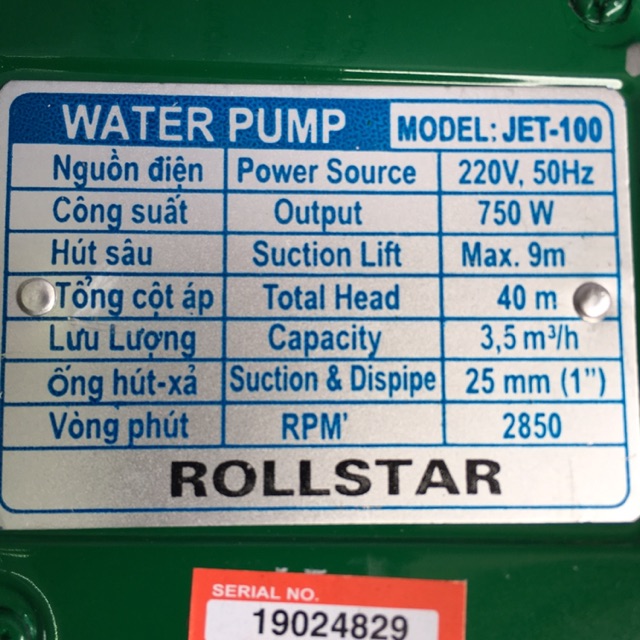 WATER PUMP MODEL: JET-100
Nguồn điện Power Source 220V, 50Hz
Công suất Output 750 W
Hút sâu Suction Lift Max. 9m
Tổng cột áp Total Head 40 m
Lưu Lượng Capacity 3,5 m³/h
ống hút-xả Suction & Dispipe 25 mm (1”)
Vòng phút RPM' 2850
ROLLSTAR
SERIAL NO.
19024829